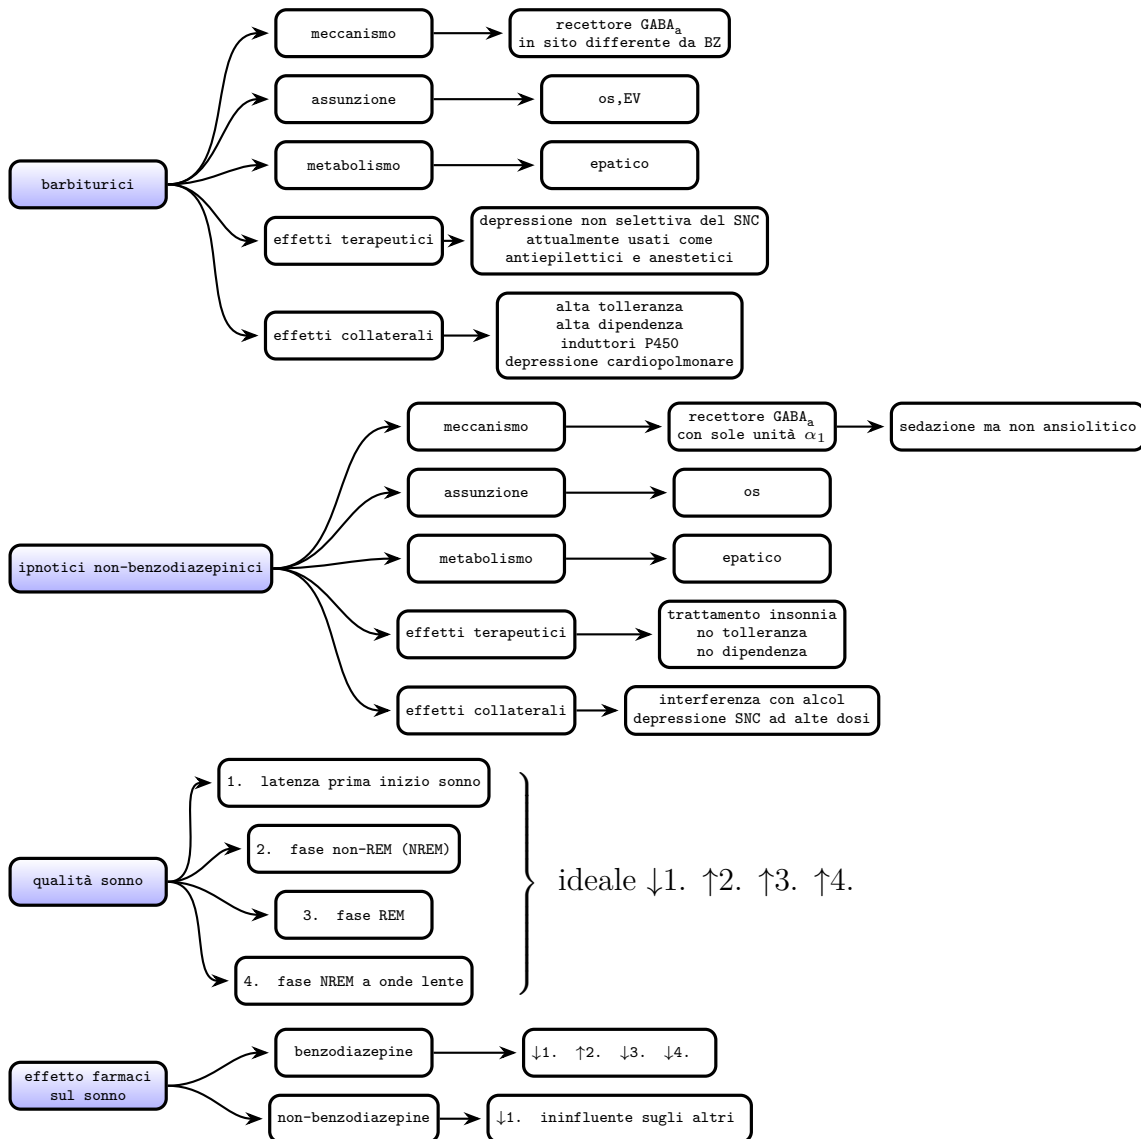 barbiturici
meccanismo
recettore GABAₐ
in sito differente da BZ
assunzione
os,EV
metabolismo
epatico
effetti terapeutici
depressione non selettiva del SNC
attualmente usati come
antiepilettici e anestetici
effetti collaterali
alta tolleranza
alta dipendenza
induttori P450
depressione cardiopolmonare
ipnotici non-benzodiazepinici
meccanismo
recettore GABAₐ
con sole unità α₁
sedazione ma non ansiolitico
assunzione
os
metabolismo
epatico
effetti terapeutici
trattamento insonnia
no tolleranza
no dipendenza
effetti collaterali
interferenza con alcol
depressione SNC ad alte dosi
qualità sonno
1. latenza prima inizio sonno
2. fase non-REM (NREM)
3. fase REM
4. fase NREM a onde lente
ideale ↓1. ↑2. ↑3. ↑4.
effetto farmaci
sul sonno
benzodiazepine
↓1. ↑2. ↓3. ↓4.
non-benzodiazepine
↓1. ininfluente sugli altri